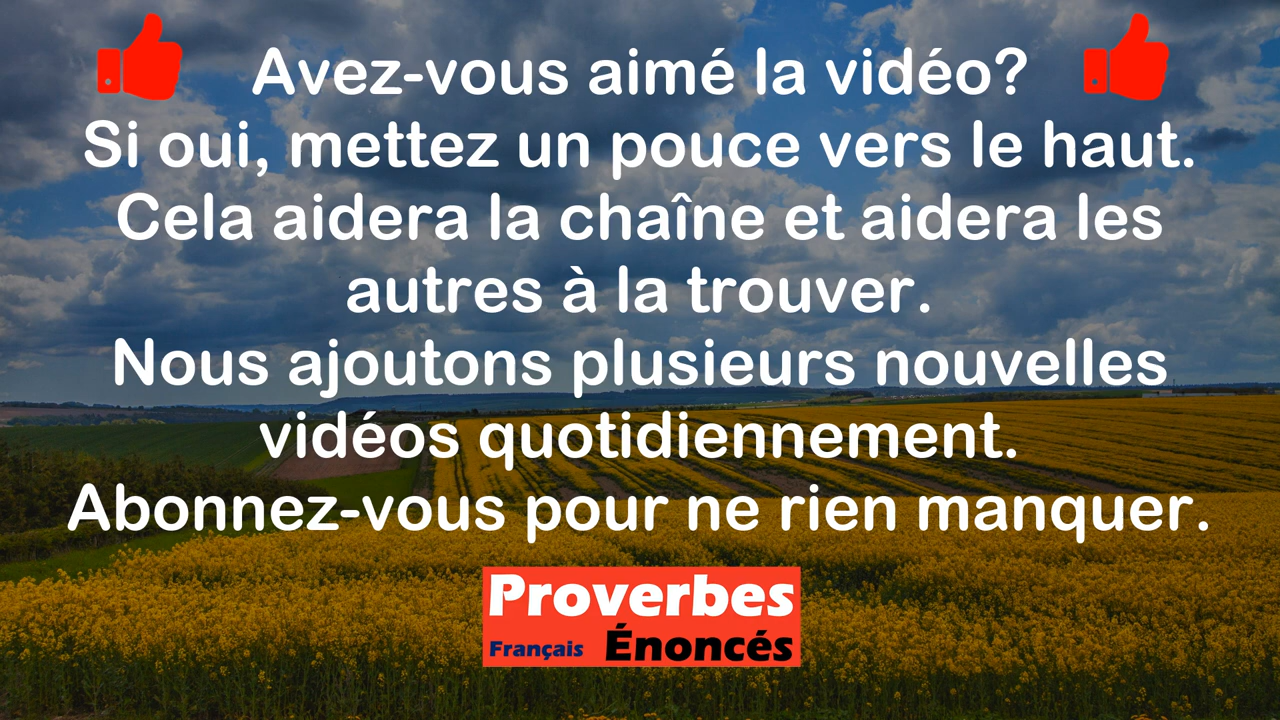 Avez-vous aimé la vidéo?
Si oui, mettez un pouce vers le haut.
Cela aidera la chaîne et aidera les
autres à la trouver.
Nous ajoutons plusieurs nouvelles
vidéos quotidiennement.
Abonnez-vous pour ne rien manquer.
Proverbes
Français Énoncés